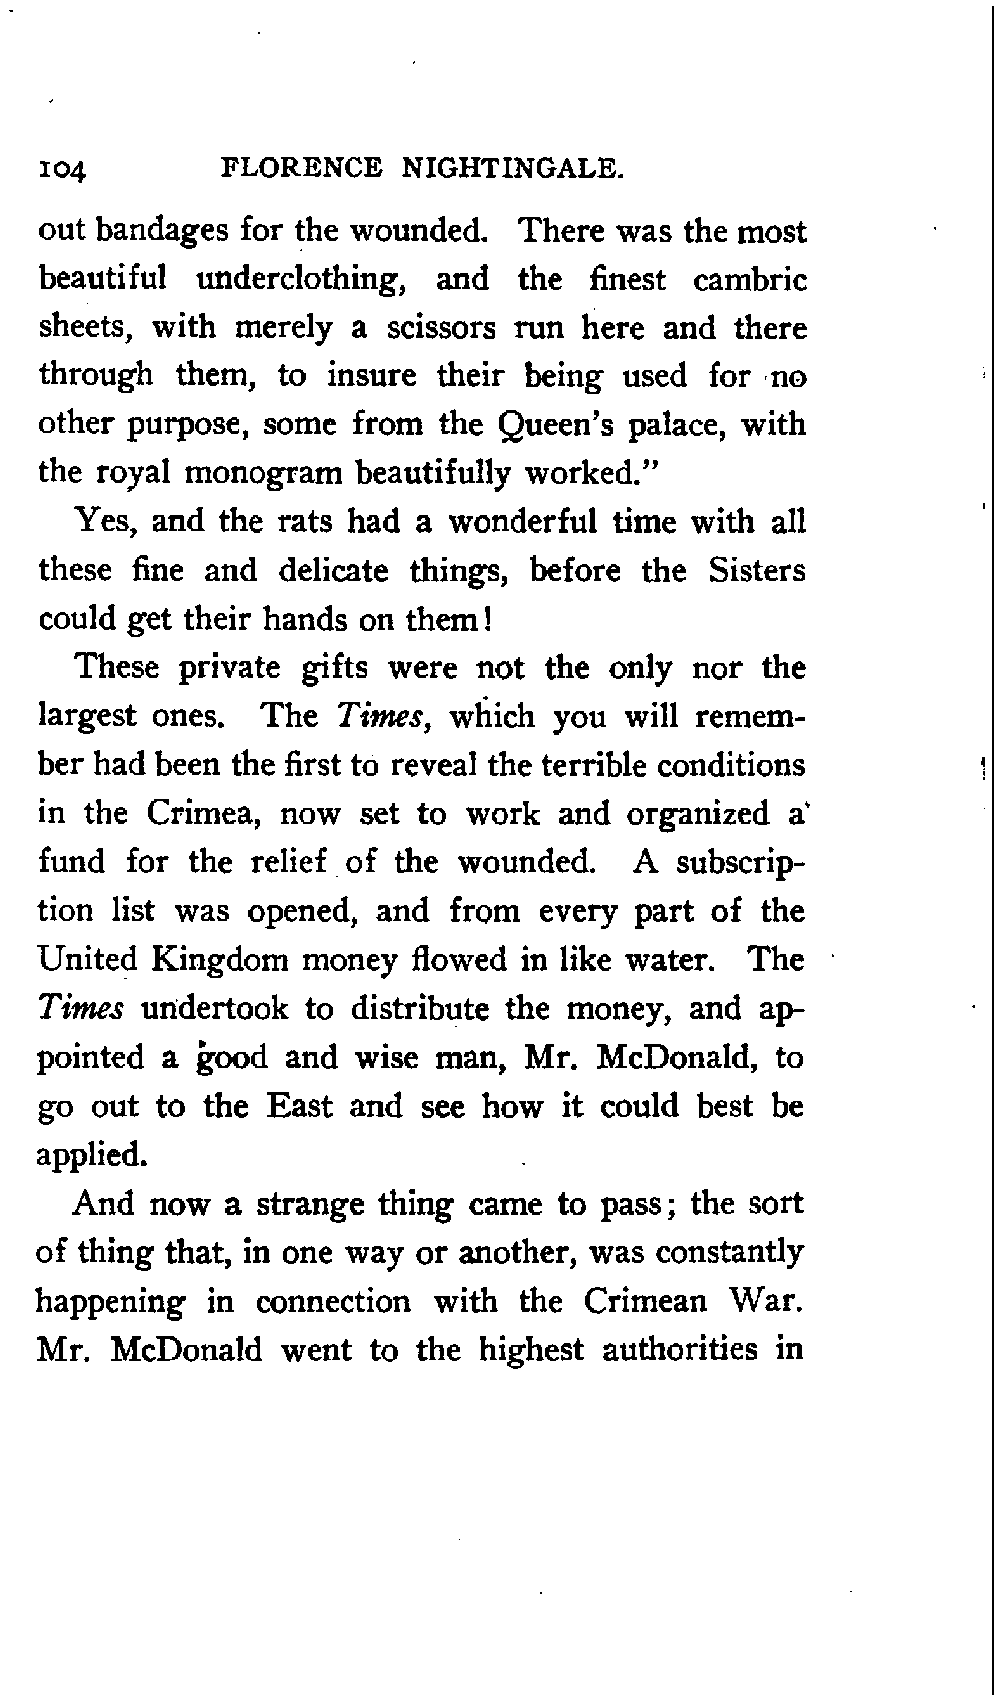 104 FLORENCE NIGHTINGALE.
out bandages for the wounded. There was the most
beautiful underclothing, and the finest cambric
sheets, with merely a scissors run here and there
through them, to insure their being used for no
other purpose, some from the Queen's palace, with
the royal monogram beautifully worked."
Yes, and the rats had a wonderful time with all
these fine and delicate things, before the Sisters
could get their hands on them!
These private gifts were not the only nor the
largest ones. The Times, which you will remem-
ber had been the first to reveal the terrible conditions
in the Crimea, now set to work and organized a
fund for the relief of the wounded. A subscrip-
tion list was opened, and from every part of the
United Kingdom money flowed in like water. The
Times undertook to distribute the money, and ap-
pointed a good and wise man, Mr. McDonald, to
go out to the East and see how it could best be
applied.
And now a strange thing came to pass; the sort
of thing that, in one way or another, was constantly
happening in connection with the Crimean War.
Mr. McDonald went to the highest authorities in